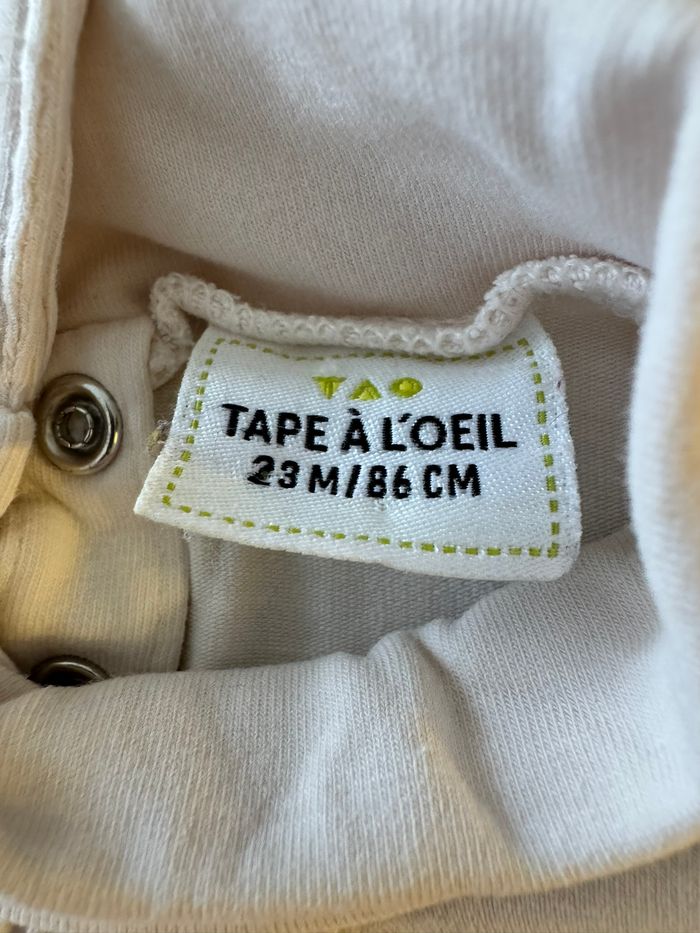 TAO
TAPE À L'OEIL
23 M/86 CM